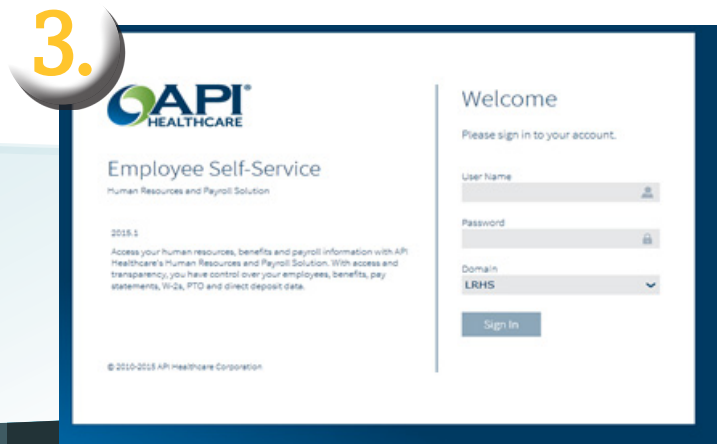 3.
API®
HEALTHCARE
Employee Self-Service
Human Resources and Payroll Solution
2015.1
Access your human resources, benefits and payroll information with API
Healthcare's Human Resources and Payroll Solution. With access and
transparency, you have control over your employees, benefits, pay
statements, W-2s, PTO and direct deposit data.
© 2010-2015 API Healthcare Corporation
Welcome
Please sign in to your account.
User Name
Password
Domain
LRHS
Sign In